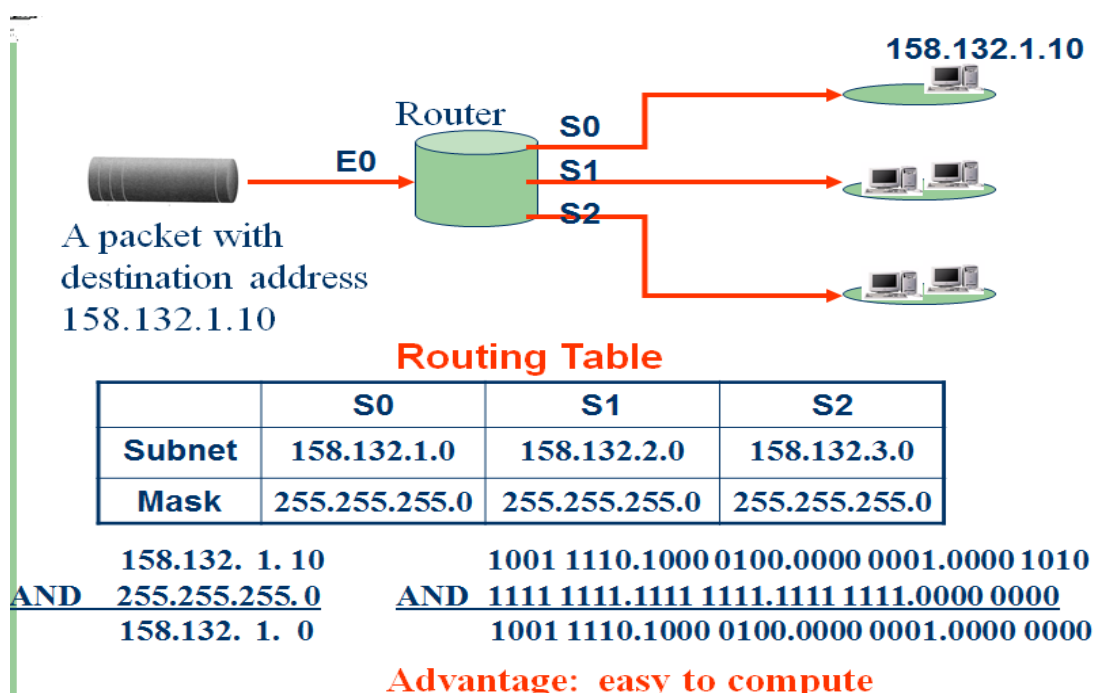 158.132.1.10
Router
S0
E0
S1
S2
A packet with
destination address
158.132.1.10
Routing Table
S0 S1 S2
Subnet 158.132.1.0 158.132.2.0 158.132.3.0
Mask 255.255.255.0 255.255.255.0 255.255.255.0
158.132. 1. 10 1001 1110.1000 0100.0000 0001.0000 1010
AND 255.255.255. 0 AND 1111 1111.1111 1111.1111 1111.0000 0000
158.132. 1. 0 1001 1110.1000 0100.0000 0001.0000 0000
Advantage: easy to compute